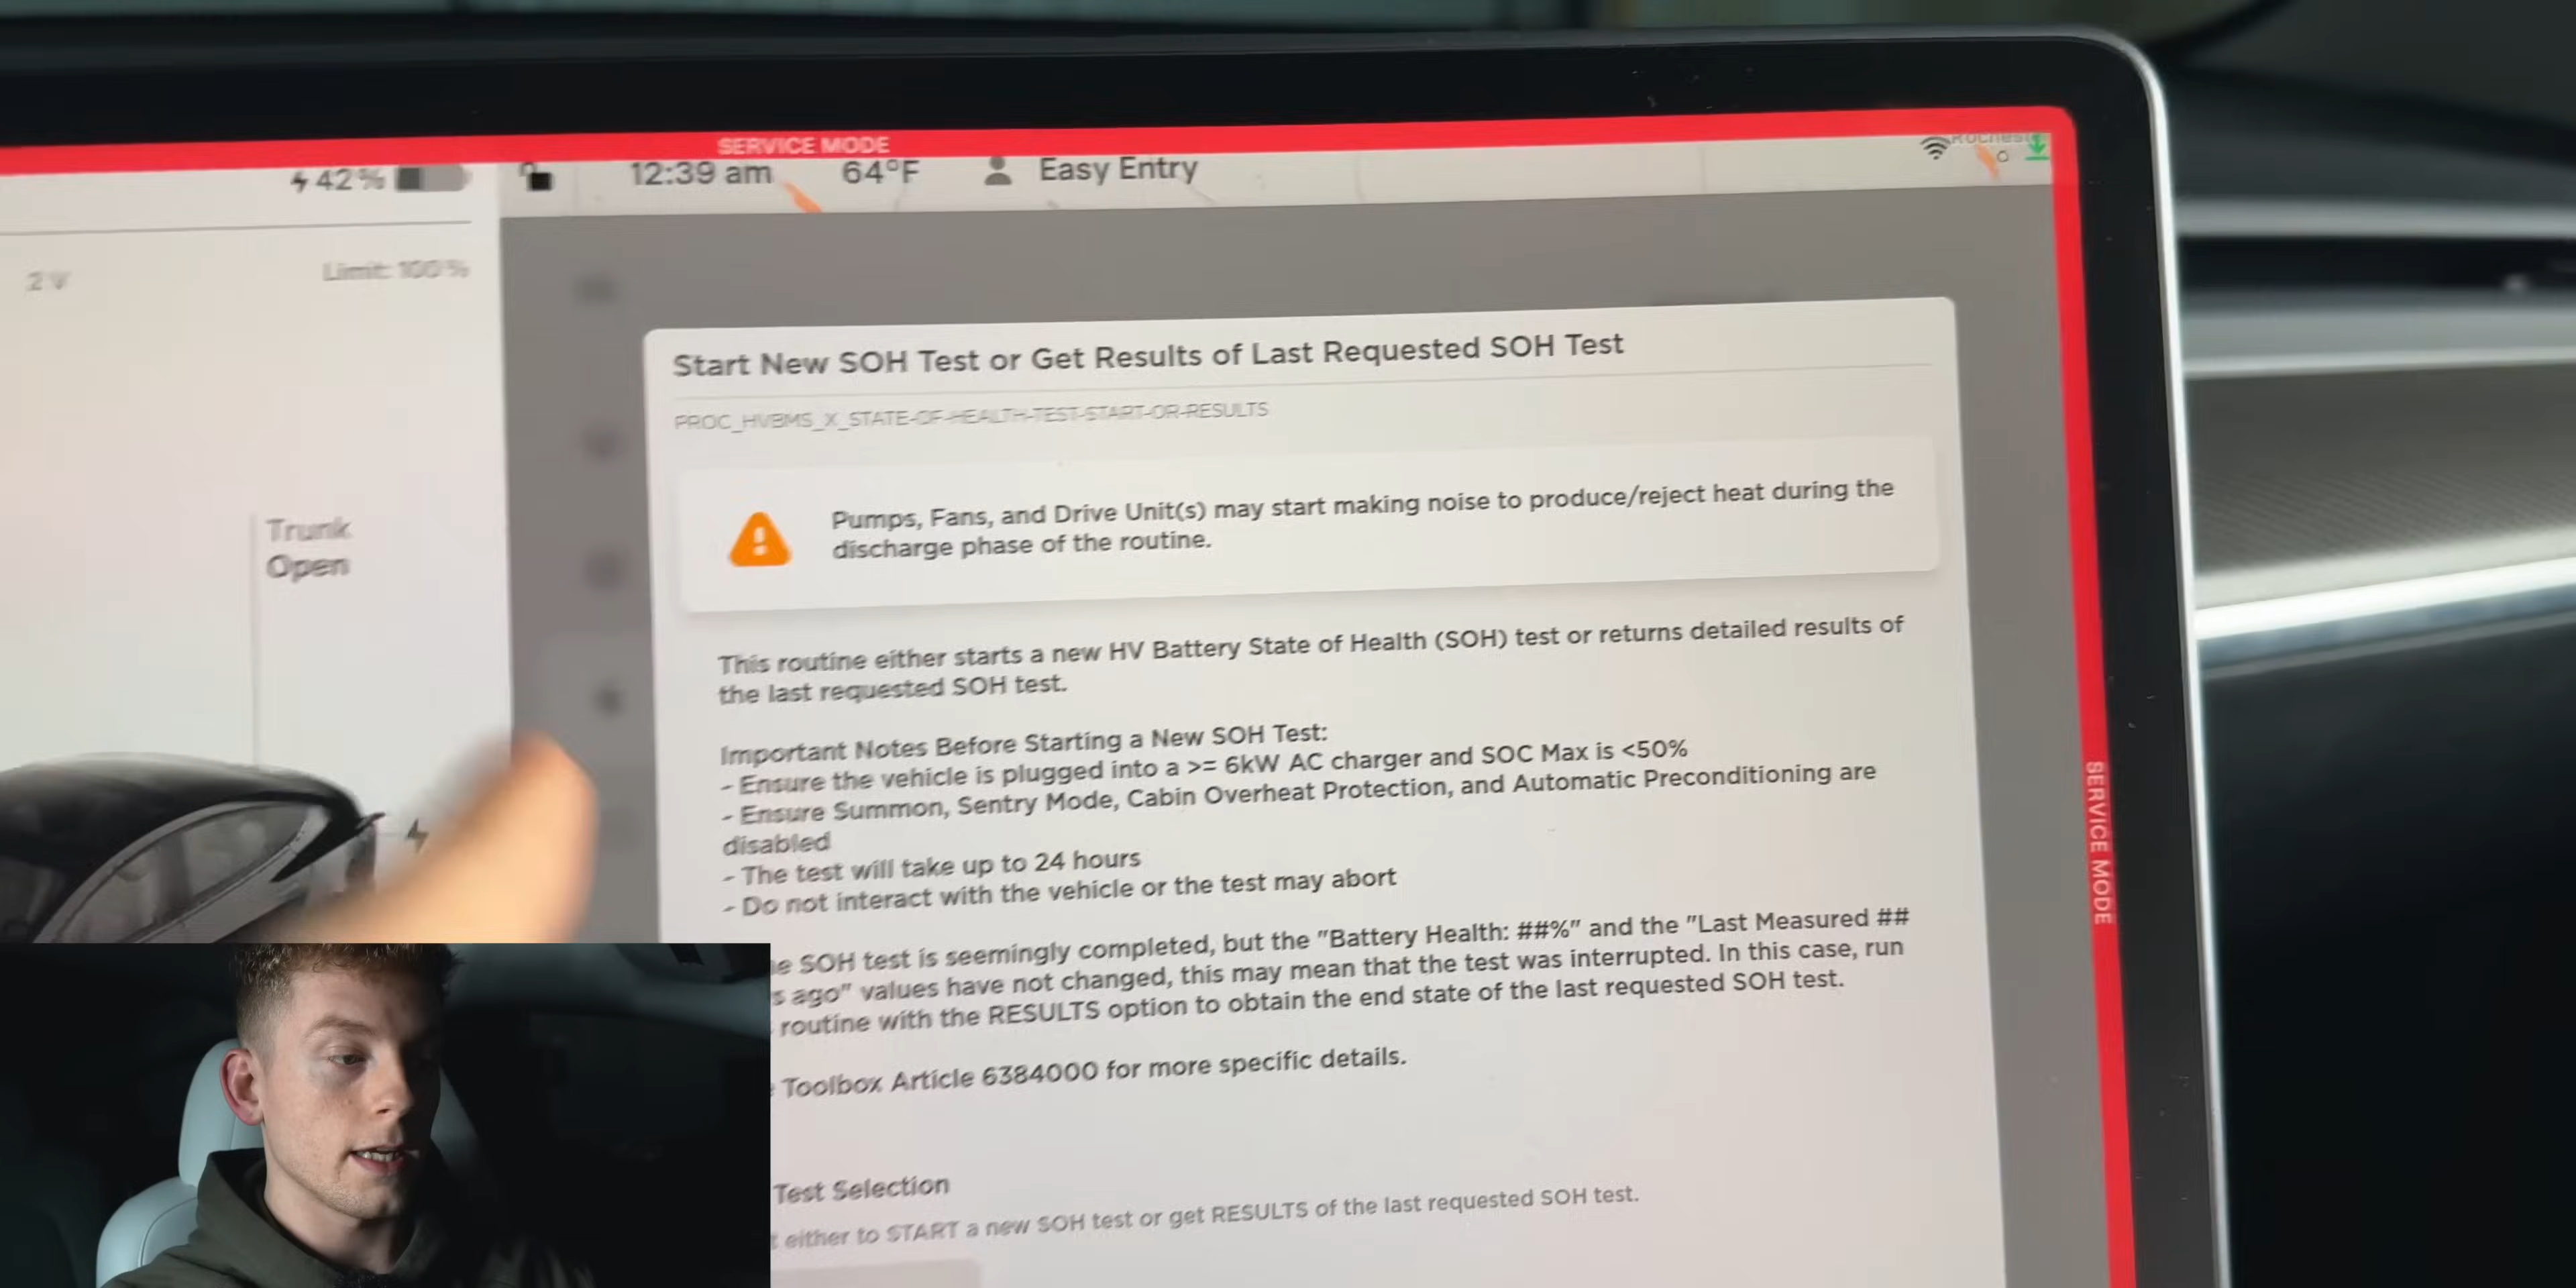 SERVICE MODE
42%
12:39 am
64°F
Easy Entry
2 V
Limit: 100%
Trunk
Open
Start New SOH Test or Get Results of Last Requested SOH Test
PROC_HVBMS_X_STATE-OF-HEALTH-TEST-START-OR-RESULTS
Pumps, Fans, and Drive Unit(s) may start making noise to produce/reject heat during the
discharge phase of the routine.
This routine either starts a new HV Battery State of Health (SOH) test or returns detailed results of
the last requested SOH test.
Important Notes Before Starting a New SOH Test:
- Ensure the vehicle is plugged into a >= 6kW AC charger and SOC Max is <50%
- Ensure Summon, Sentry Mode, Cabin Overheat Protection, and Automatic Preconditioning are
disabled
- The test will take up to 24 hours
- Do not interact with the vehicle or the test may abort
SOH test is seemingly completed, but the "Battery Health: ##%" and the "Last Measured ##
ago" values have not changed, this may mean that the test was interrupted. In this case, run
routine with the RESULTS option to obtain the end state of the last requested SOH test.
Toolbox Article 6384000 for more specific details.
Test Selection
either to START a new SOH test or get RESULTS of the last requested SOH test.
SERVICE MODE